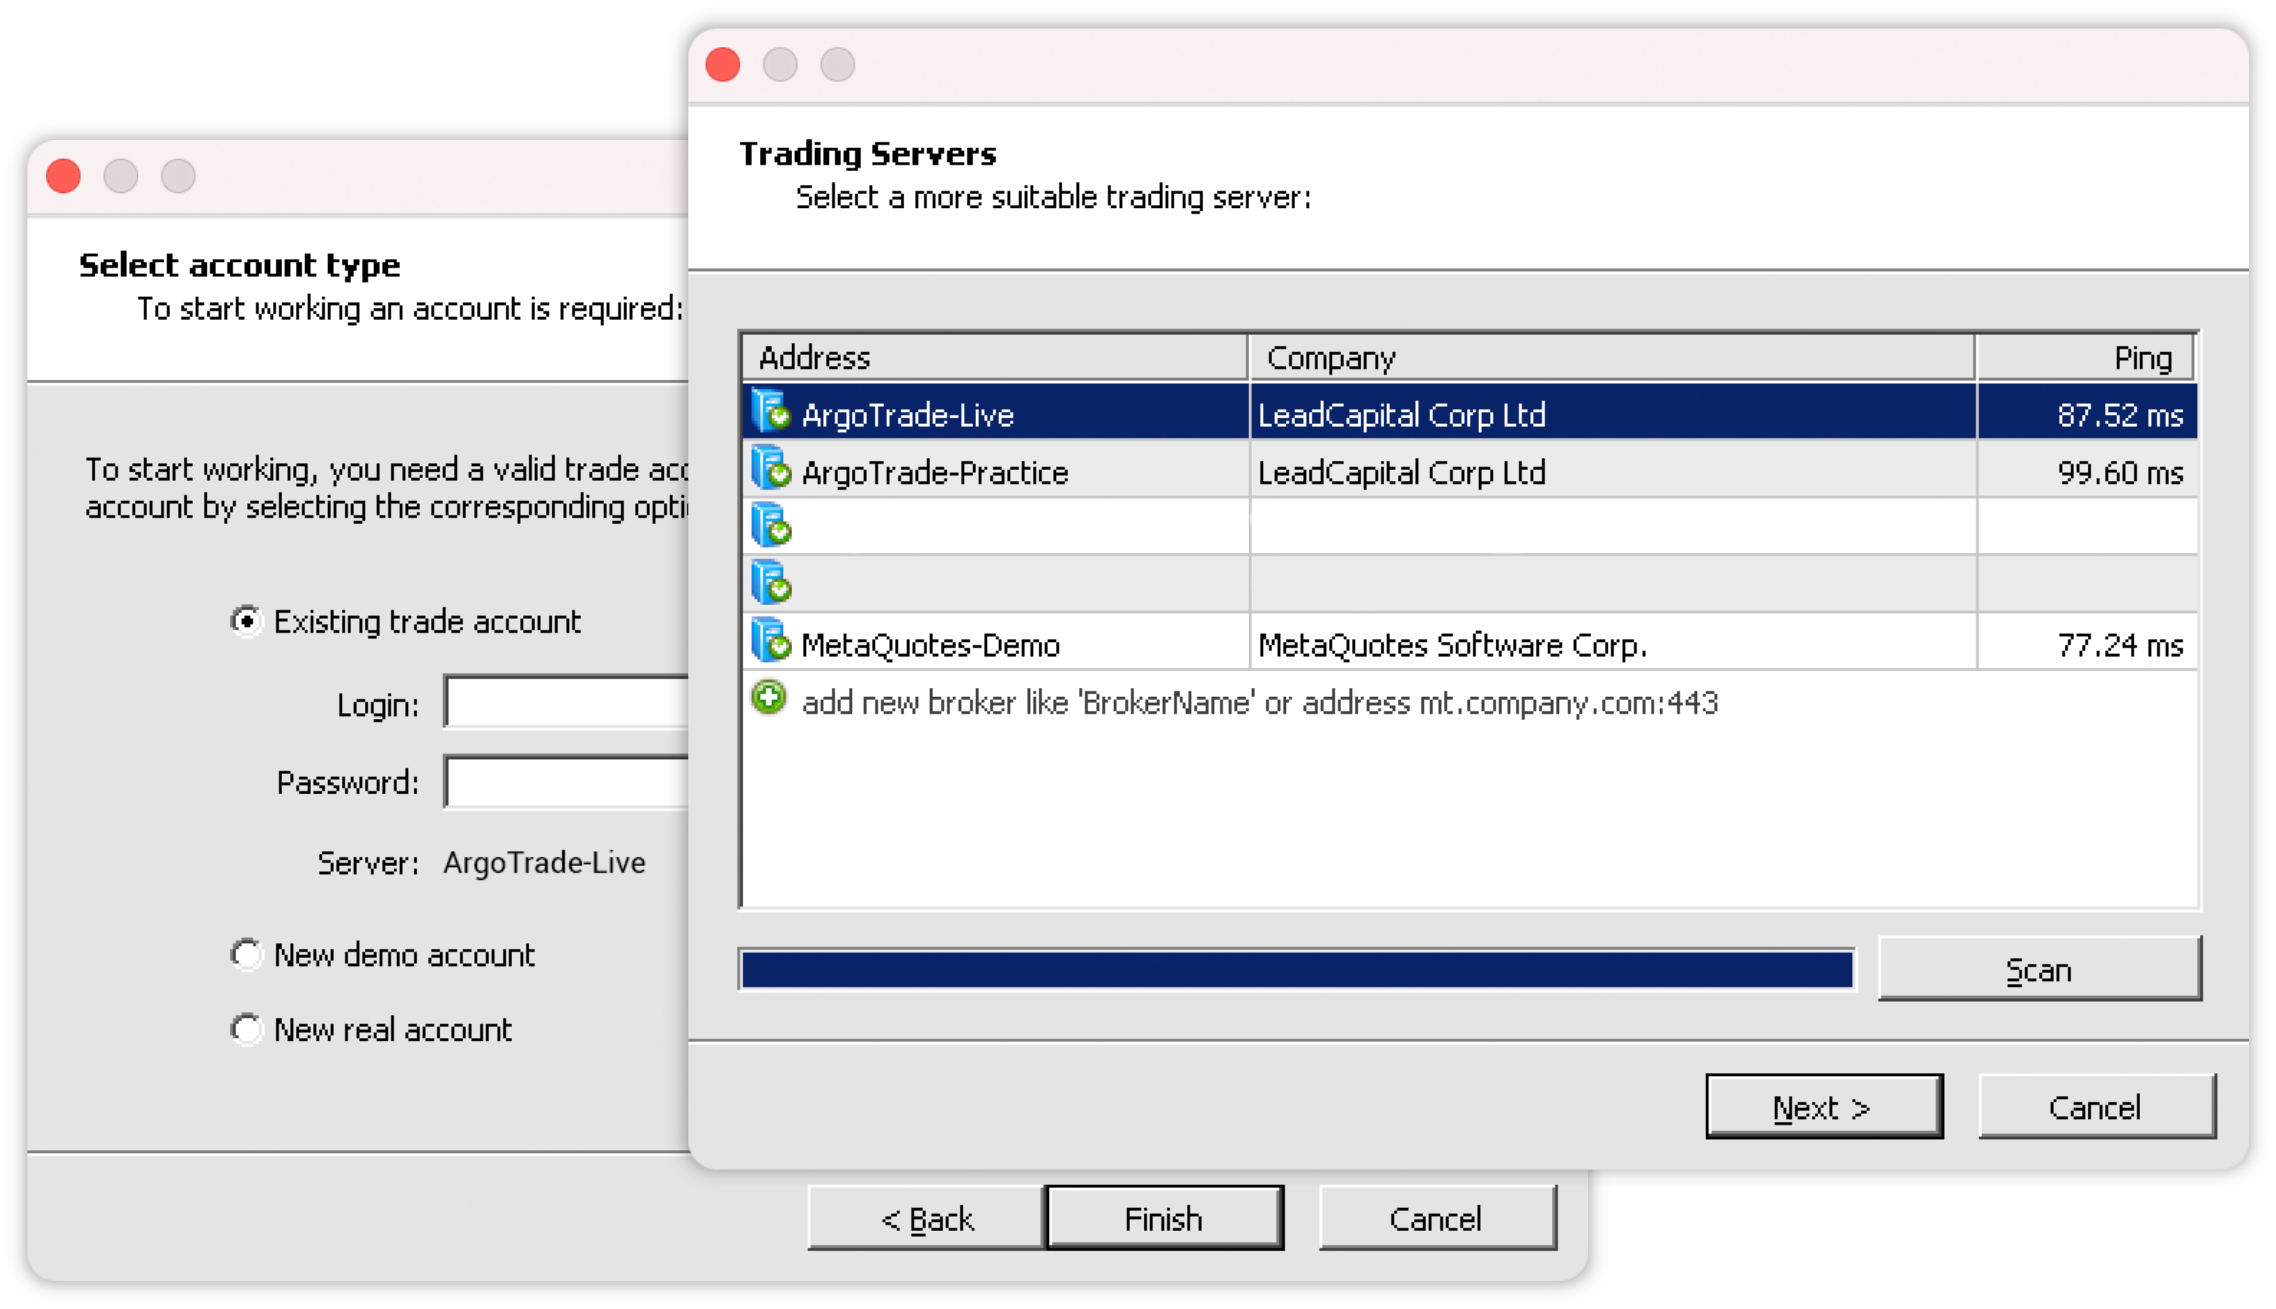 Trading Servers
Select a more suitable trading server:
Address Company Ping
ArgoTrade-Live LeadCapital Corp Ltd 87.52 ms
ArgoTrade-Practice LeadCapital Corp Ltd 99.60 ms
MetaQuotes-Demo MetaQuotes Software Corp. 77.24 ms
add new broker like 'BrokerName' or address mt.company.com:443
Scan
Next > Cancel
Select account type
To start working an account is required:
To start working, you need a valid trade
account by selecting the corresponding
Existing trade account
Login:
Password:
Server: ArgoTrade-Live
New demo account
New real account
< Back Finish Cancel